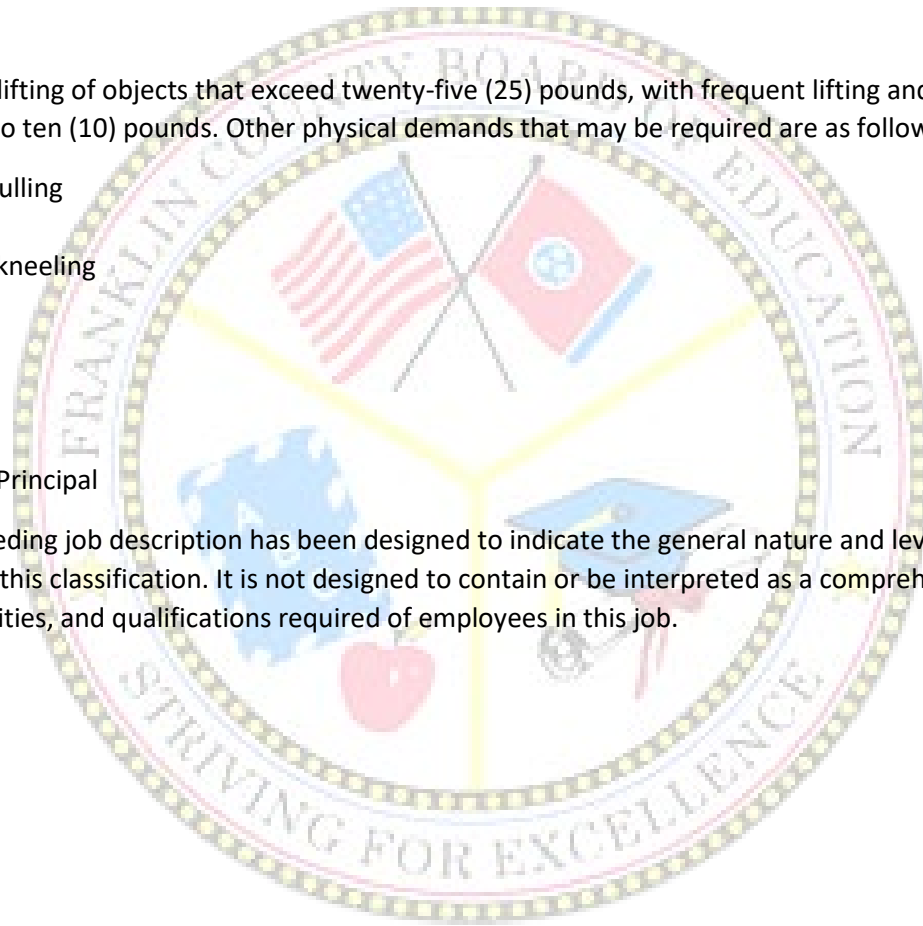 lifting of objects that exceed twenty-five (25) pounds, with frequent lifting and
o ten (10) pounds. Other physical demands that may be required are as follow
ulling
kneeling
Principal
eding job description has been designed to indicate the general nature and lev
this classification. It is not designed to contain or be interpreted as a compreh
ities, and qualifications required of employees in this job.
FRANKLIN COUNTY BOARD OF EDUCATION
STRIVING FOR EXCELLENCE